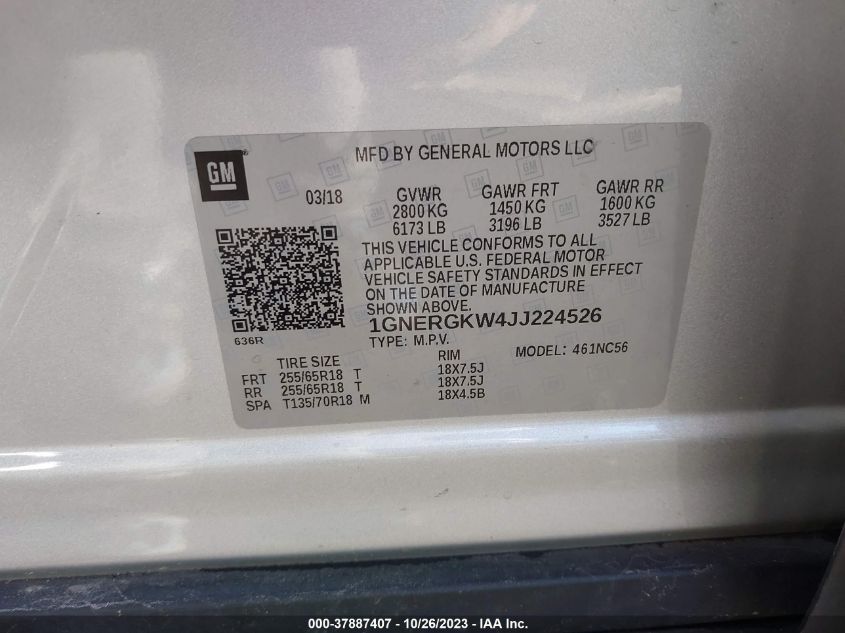 GM
MFD BY GENERAL MOTORS LLC
03/18 GVWR GAWR FRT GAWR RR
2800 KG 1450 KG 1600 KG
6173 LB 3196 LB 3527 LB
THIS VEHICLE CONFORMS TO ALL
APPLICABLE U.S. FEDERAL MOTOR
VEHICLE SAFETY STANDARDS IN EFFECT
ON THE DATE OF MANUFACTURE
SHOWN ABOVE.
1GNERGKW4JJ224526
636R TYPE: M.P.V. MODEL: 461NC56
TIRE SIZE RIM
FRT 255/65R18 T 18X7.5J
RR 255/65R18 T 18X7.5J
SPA T135/70R18 M 18X4.5B
000-37887407 - 10/26/2023 - IAA Inc.